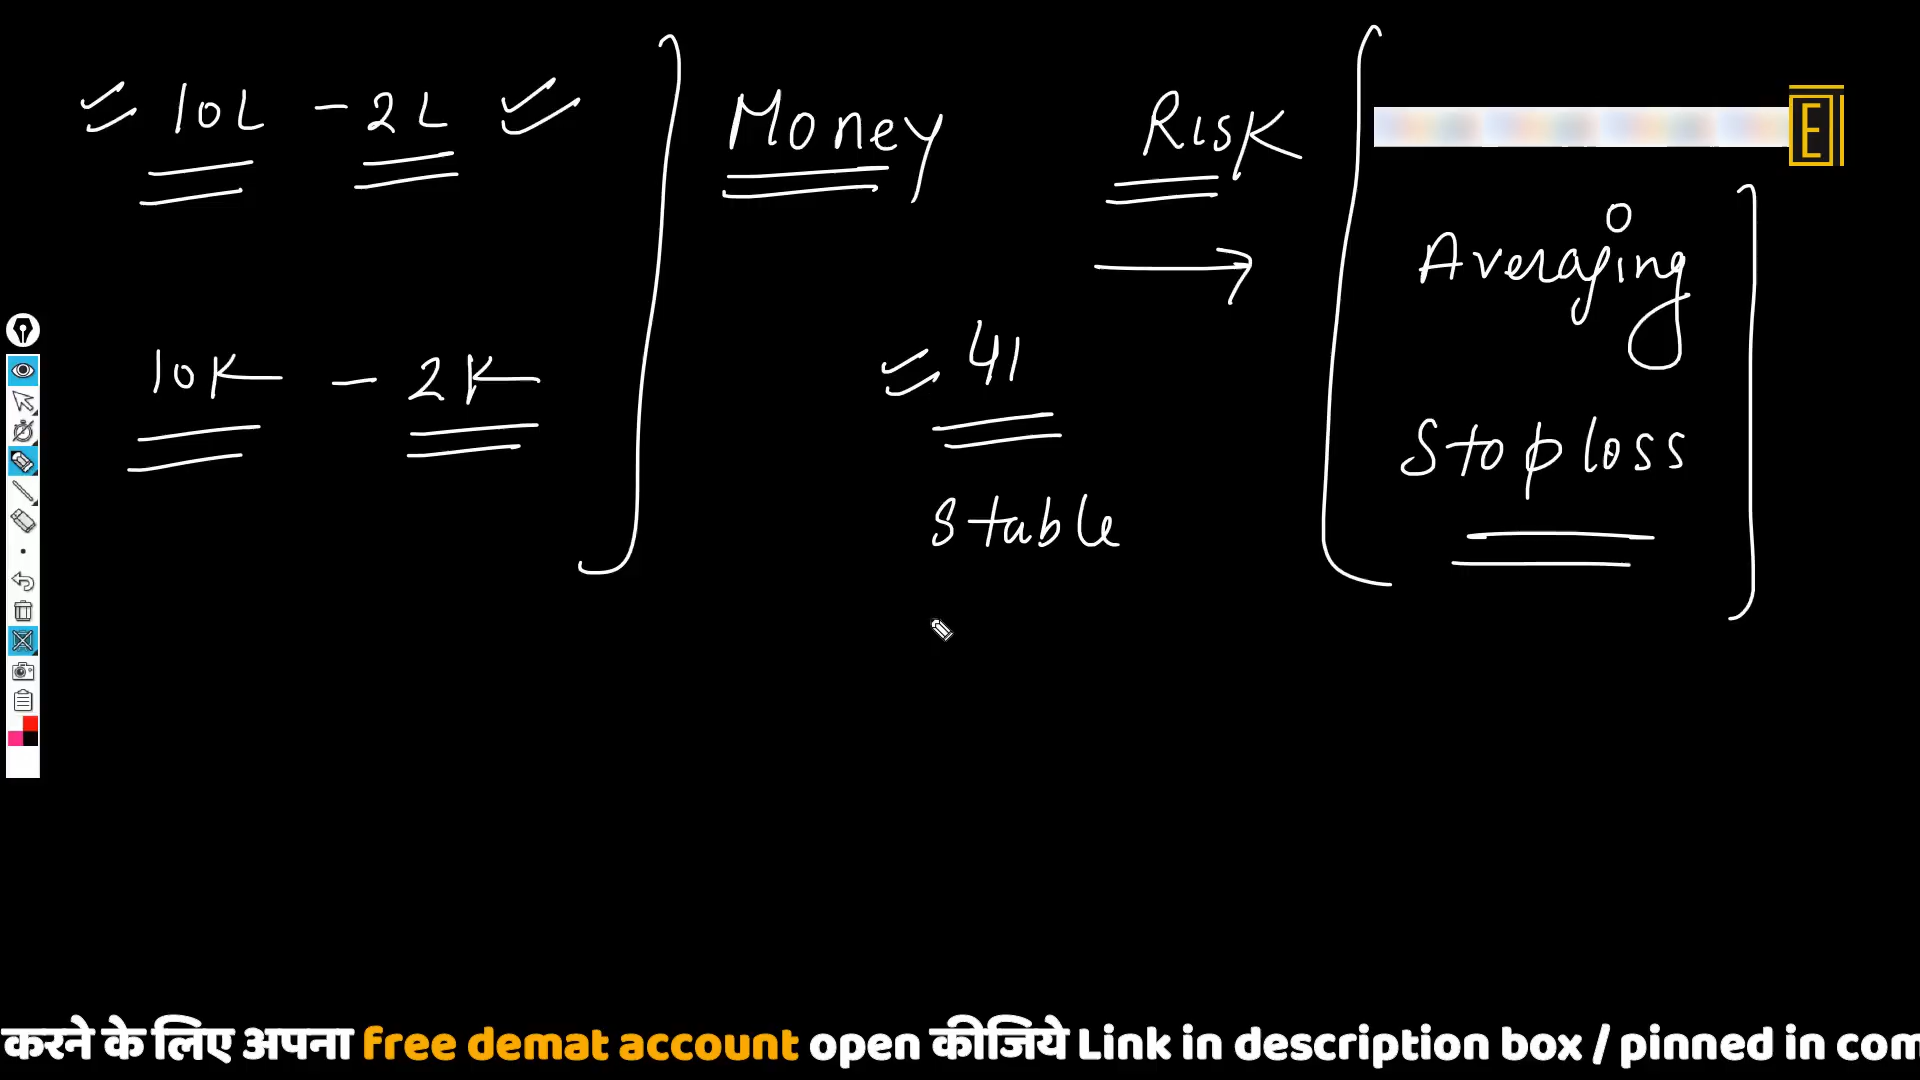 10L - 2L
Money
Risk
E
Averaging
10K - 2K
41
Stoploss
Stable
करने के लिए अपना free demat account open कीजिये Link in description box / pinned in com